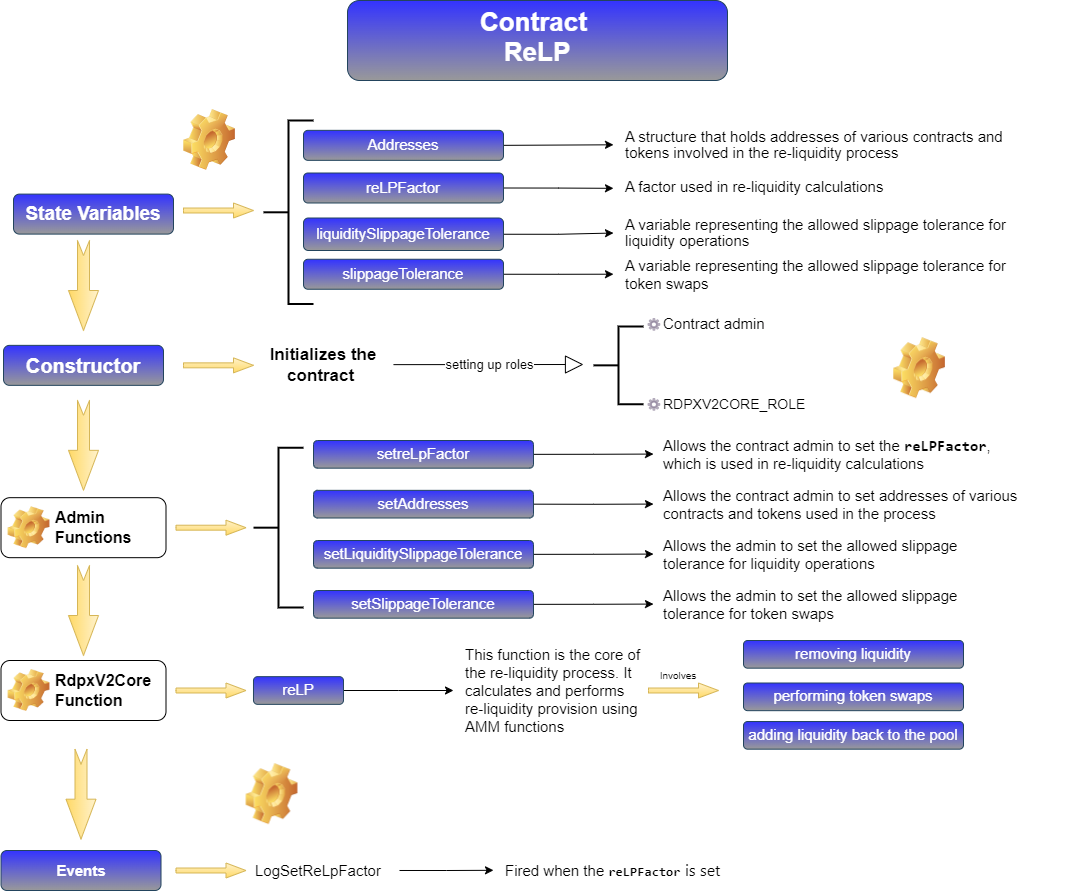 Contract
ReLP
State Variables
Addresses
A structure that holds addresses of various contracts and
tokens involved in the re-liquidity process
reLPFactor
A factor used in re-liquidity calculations
liquiditySlippageTolerance
A variable representing the allowed slippage tolerance for
liquidity operations
slippageTolerance
A variable representing the allowed slippage tolerance for
token swaps
Constructor
Initializes the
contract
setting up roles
Contract admin
RDPXV2CORE_ROLE
Admin
Functions
setreLpFactor
Allows the contract admin to set the reLPFactor,
which is used in re-liquidity calculations
setAddresses
Allows the contract admin to set addresses of various
contracts and tokens used in the process
setLiquiditySlippageTolerance
Allows the admin to set the allowed slippage
tolerance for liquidity operations
setSlippageTolerance
Allows the admin to set the allowed slippage
tolerance for token swaps
RdpxV2Core
Function
reLP
This function is the core of
the re-liquidity process. It
calculates and performs
re-liquidity provision using
AMM functions
Involves
removing liquidity
performing token swaps
adding liquidity back to the pool
Events
LogSetReLpFactor
Fired when the reLPFactor is set